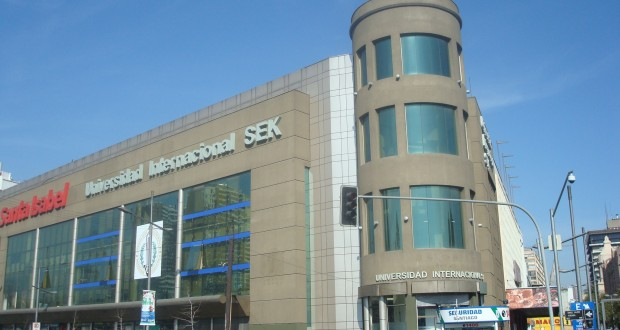 Santa Isabel
Universidad Internacional SEK
UNIVERSIDAD INTERNACIONAL
SEGURIDAD
E